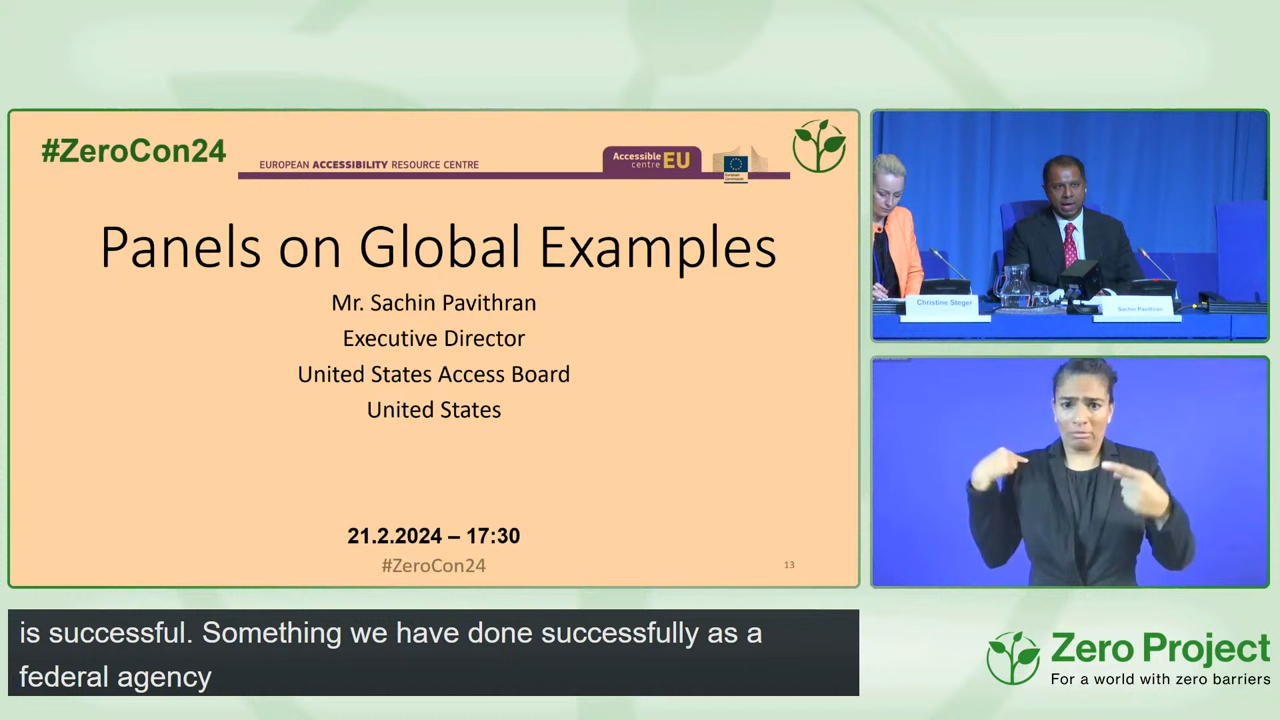 #ZeroCon24
EUROPEAN ACCESSIBILITY RESOURCE CENTRE
Accessible
centre EU
European
Commission
Panels on Global Examples
Mr. Sachin Pavithran
Executive Director
United States Access Board
United States
21.2.2024 – 17:30
#ZeroCon24
13
Christine Steger
Sachin Pavithran
is successful. Something we have done successfully as a
federal agency
Zero Project
For a world with zero barriers